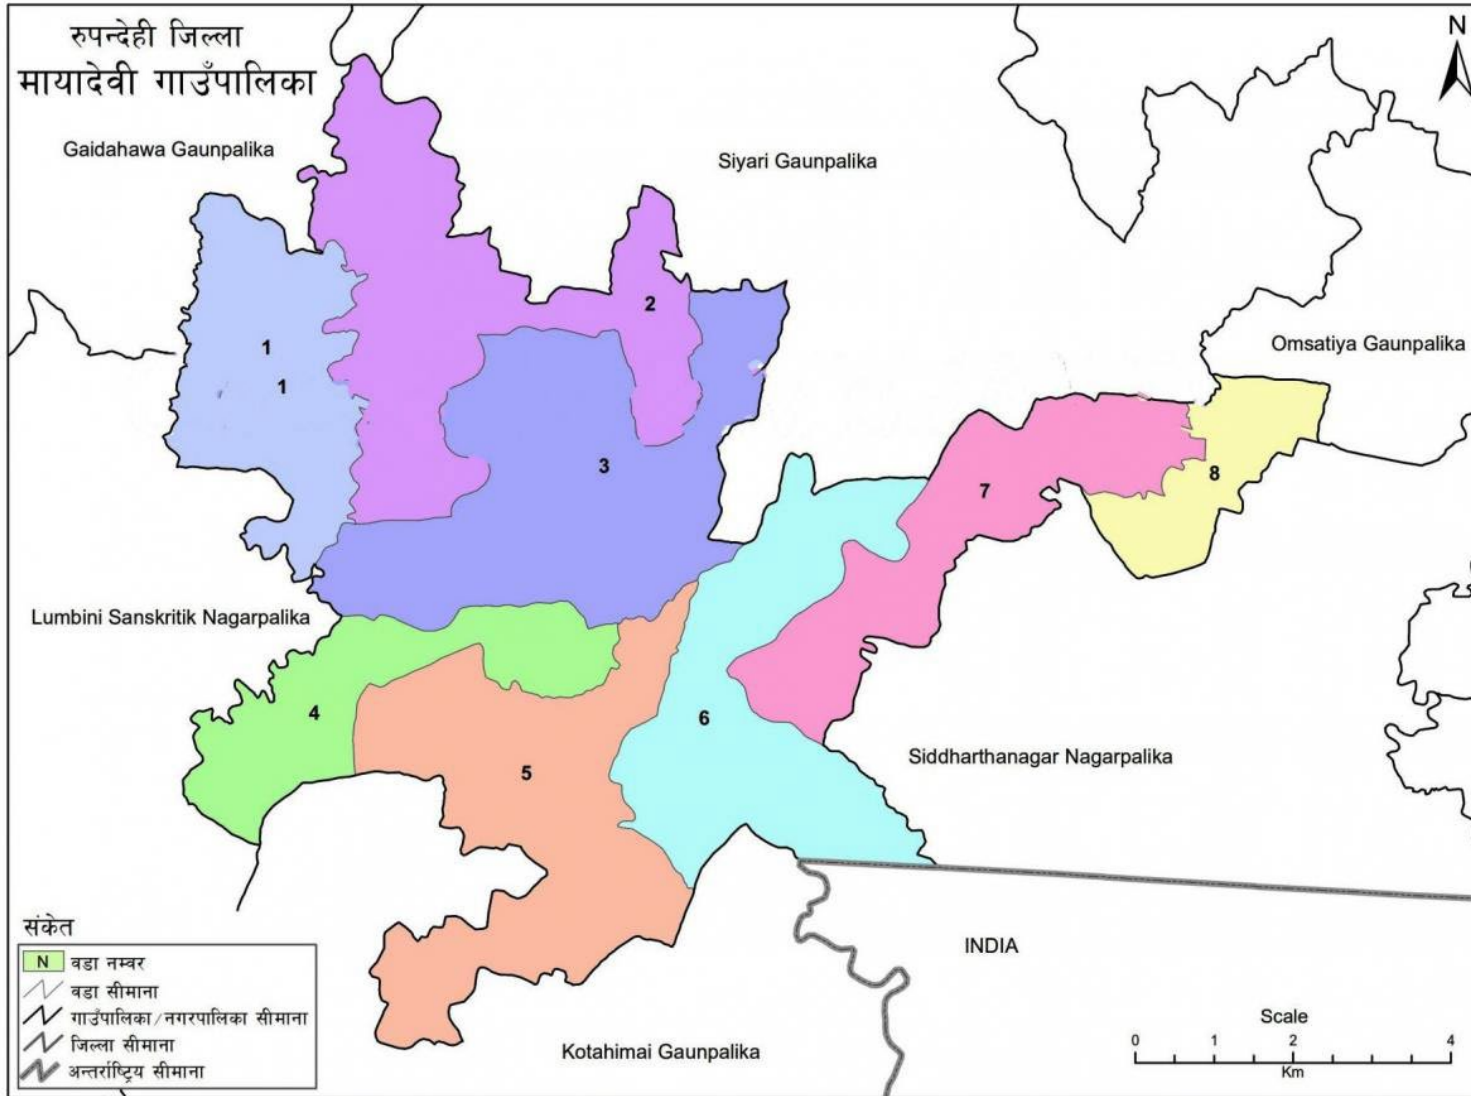 रुपन्देही जिल्ला
मायादेवी गाउँपालिका
N
Gaidahawa Gaunpalika
Siyari Gaunpalika
2
1
Omsatiya Gaunpalika
1
3
8
7
Lumbini Sanskritik Nagarpalika
4
6
Siddharthanagar Nagarpalika
5
संकेत
N वडा नम्वर
वडा सीमाना
गाउँपालिका/नगरपालिका सीमाना
जिल्ला सीमाना
अन्तर्राष्ट्रिय सीमाना
INDIA
Kotahimai Gaunpalika
Scale
0 1 2 4
Km